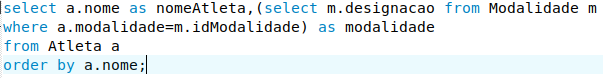 select a.nome as nomeAtleta,(select m.designacao from Modalidade m
where a.modalidade=m.idModalidade) as modalidade
from Atleta a
order by a.nome;